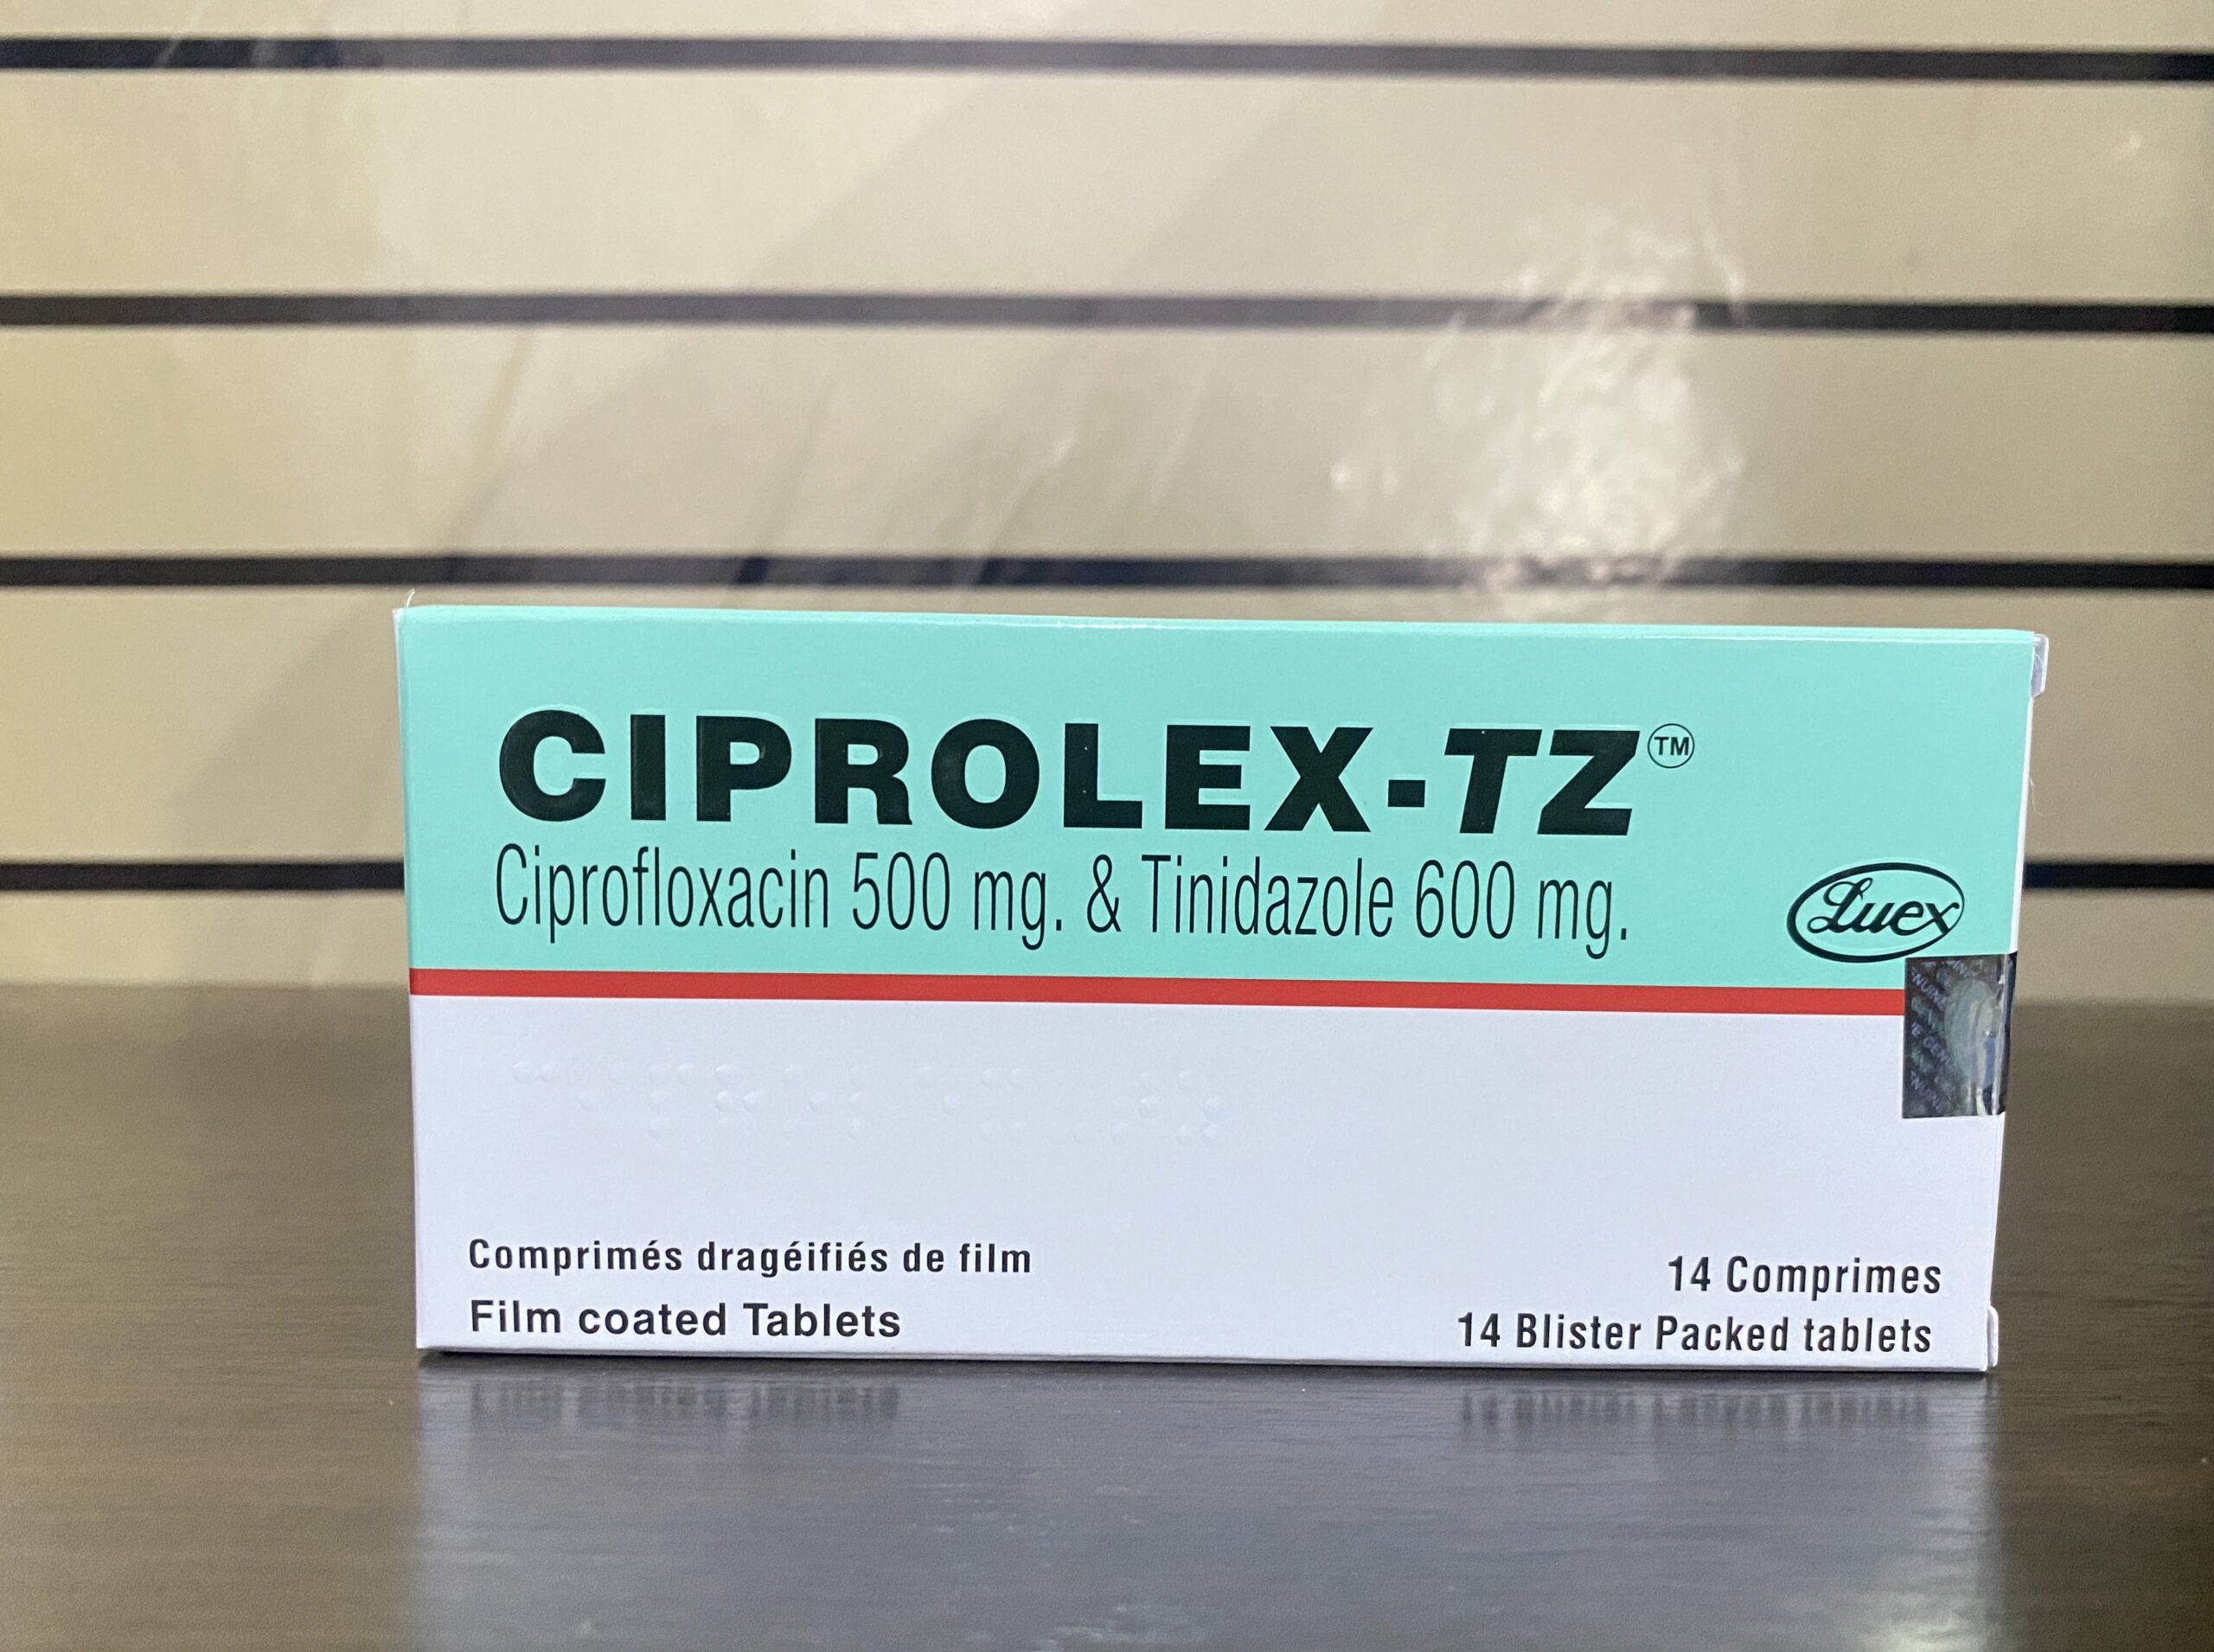 CIPROLEX-TZ™
Ciprofloxacin 500 mg. & Tinidazole 600 mg.
Luex
Comprimés dragéifiés de film
Film coated Tablets
14 Comprimes
14 Blister Packed tablets